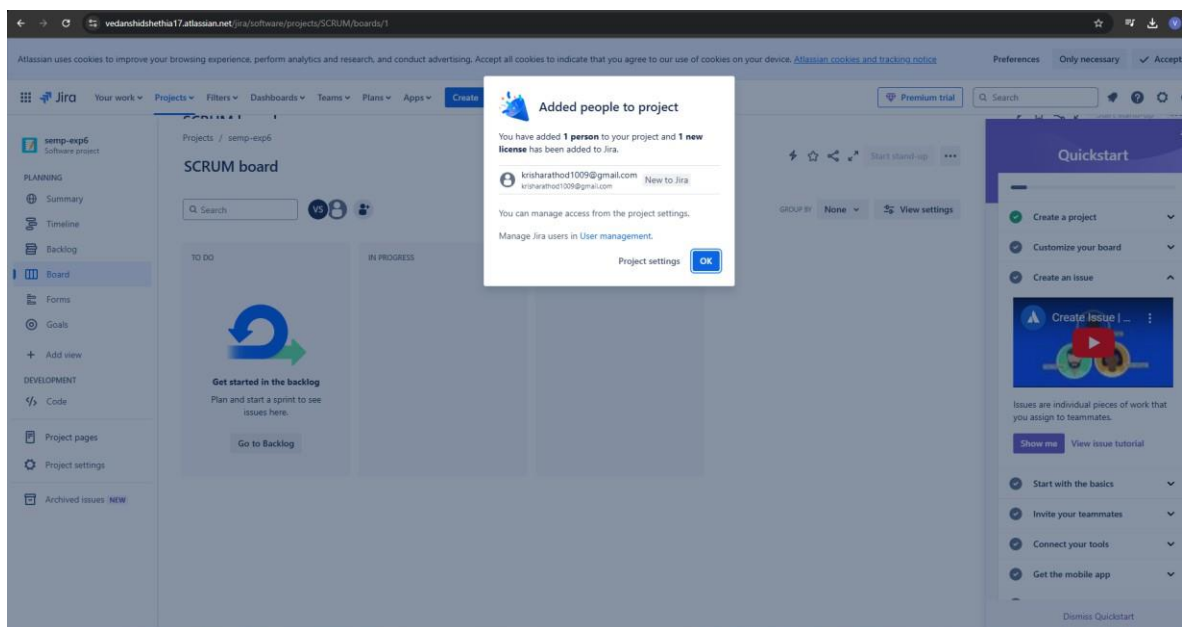 vedanshidshethia17.atlassian.net/jira/software/projects/SCRUM/boards/1
Atlassian uses cookies to improve your browsing experience, perform analytics and research, and conduct advertising. Accept all cookies to indicate that you agree to our use of cookies on your device. Atlassian cookies and tracking notice
Preferences Only necessary Accept
Jira Your work Projects Filters Dashboards Teams Plans Apps Create
Premium trial Search
semp-exp6
Software project
PLANNING
Summary
Timeline
Backlog
Board
Forms
Goals
Add view
DEVELOPMENT
Code
Project pages
Project settings
Archived issues NEW
Projects / semp-exp6
SCRUM board
Start stand-up
Search
VS
GROUP BY None View settings
TO DO
IN PROGRESS
Get started in the backlog
Plan and start a sprint to see
issues here.
Go to Backlog
Added people to project
You have added 1 person to your project and 1 new
license has been added to Jira.
krisharathod1009@gmail.com
krisharathod1009@gmail.com
New to Jira
You can manage access from the project settings.
Manage Jira users in User management.
Project settings OK
Quickstart
Create a project
Customize your board
Create an issue
Create Issue | ...
Issues are individual pieces of work that
you assign to teammates.
Show me View issue tutorial
Start with the basics
Invite your teammates
Connect your tools
Get the mobile app
Dismiss Quickstart